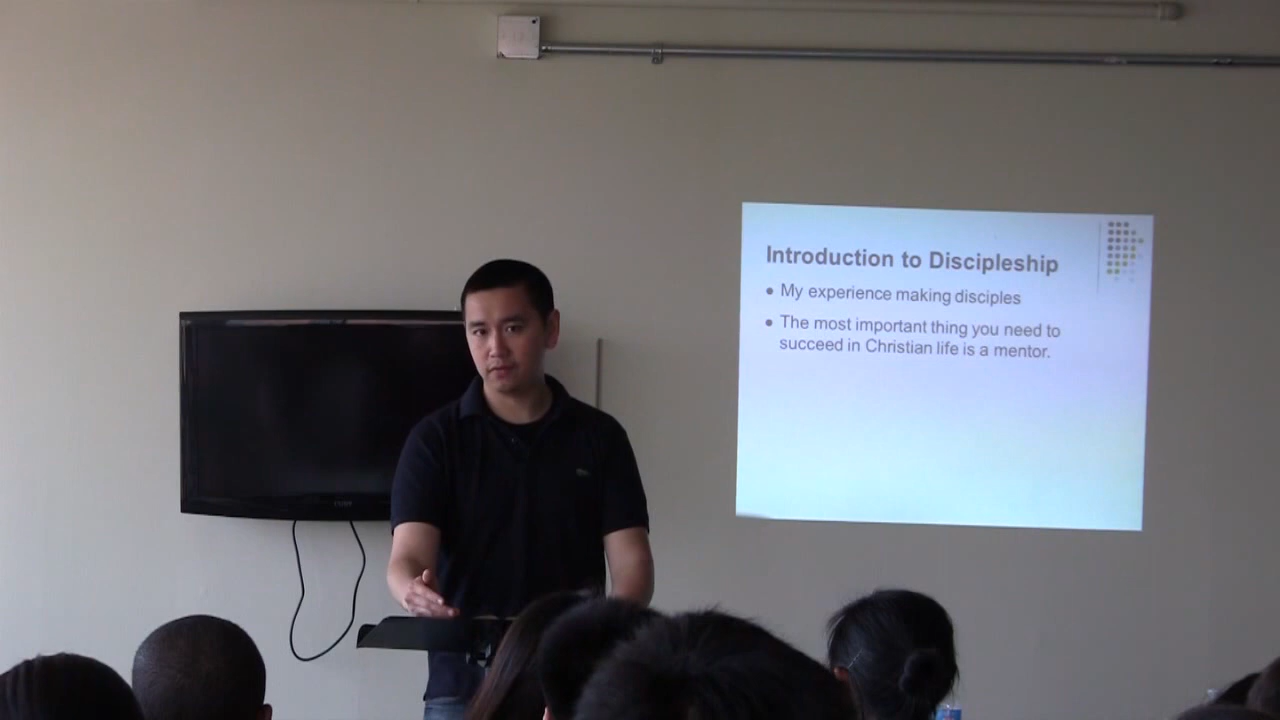 Introduction to Discipleship
● My experience making disciples
● The most important thing you need to
succeed in Christian life is a mentor.